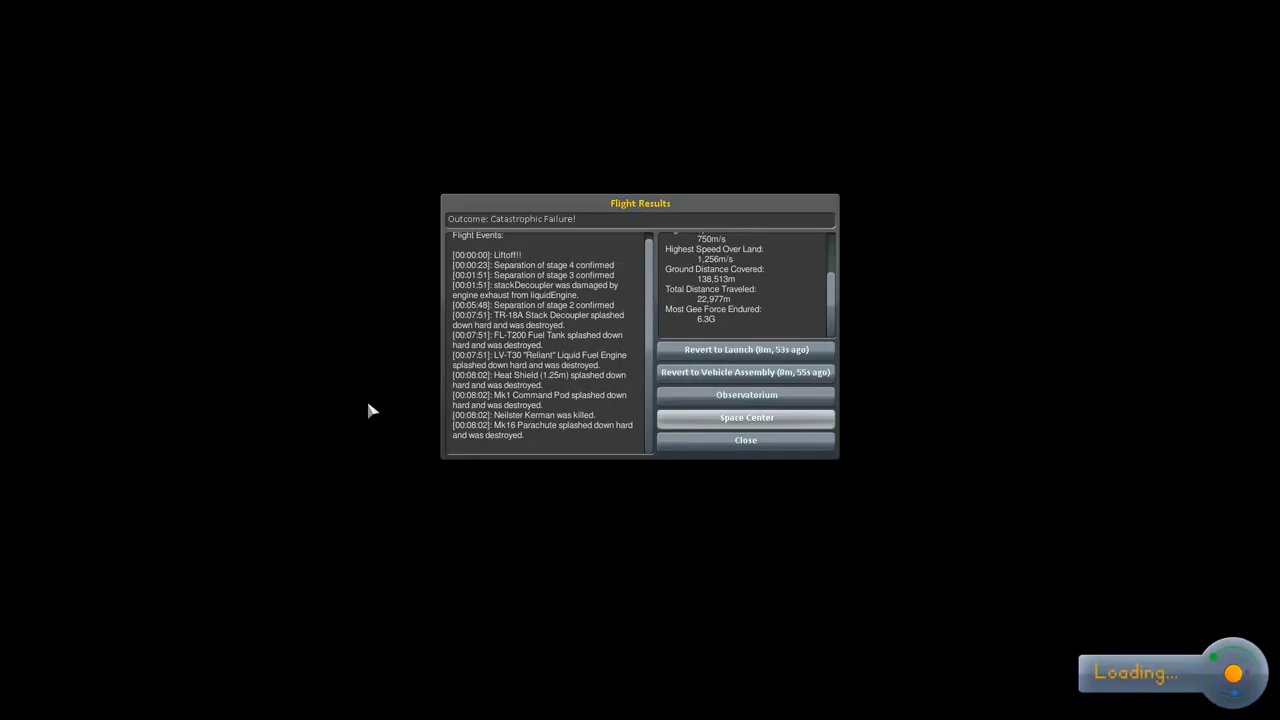 Flight Results
Outcome: Catastrophic Failure!
Flight Events:
[00:00:00]: Liftoff!!
[00:00:23]: Separation of stage 4 confirmed
[00:01:51]: Separation of stage 3 confirmed
[00:01:51]: stackDecoupler was damaged by
engine exhaust from liquidEngine.
[00:05:48]: Separation of stage 2 confirmed
[00:07:51]: TR-18A Stack Decoupler splashed
down hard and was destroyed.
[00:07:51]: FL-T200 Fuel Tank splashed down
hard and was destroyed.
[00:07:51]: LV-T30 "Reliant" Liquid Fuel Engine
splashed down hard and was destroyed.
[00:08:02]: Heat Shield (1.25m) splashed down
hard and was destroyed.
[00:08:02]: Mk1 Command Pod splashed down
hard and was destroyed.
[00:08:02]: Neilster Kerman was killed.
[00:08:02]: Mk16 Parachute splashed down hard
and was destroyed.
750m/s
Highest Speed Over Land:
1,256m/s
Ground Distance Covered:
138,513m
Total Distance Traveled:
22,977m
Most Gee Force Endured:
6.3G
Revert to Launch (8m, 53s ago)
Revert to Vehicle Assembly (8m, 55s ago)
Observatorium
Space Center
Close
Loading...